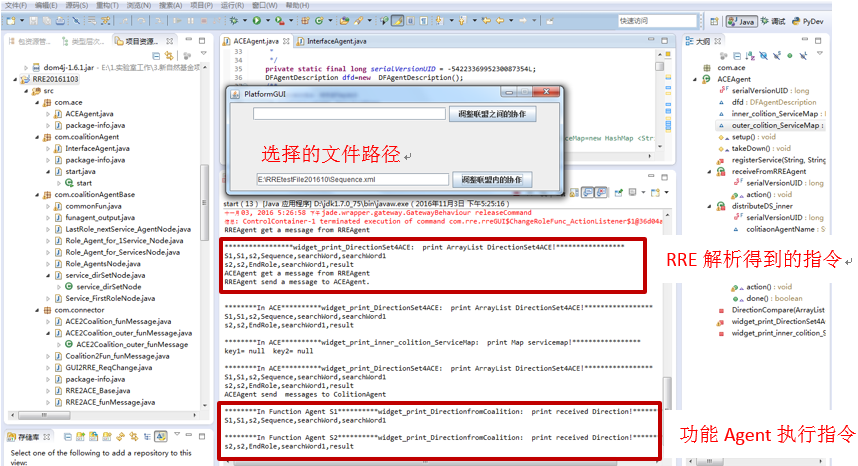 文件(F) 编辑(E) 源码(S) 重构(T) 浏览(N) 搜索(A) 项目(P) 运行(R) 窗口(W) 帮助(H)
快速访问
Java
调试
PyDev
包资源管...
类型层次...
项目资源...
dom4j-1.6.1.jar - E:\1.实验室工作\3.新自然基金项
RRE20161103
src
com.ace
ACEAgent.java
package-info.java
com.coalitionAgent
InterfaceAgent.java
package-info.java
start.java
start
com.coalitionAgentBase
commonFun.java
funagent_output.java
LastRole_nextService_AgentNode.java
Role_Agent_for_1Service_Node.java
Role_Agent_for_ServicesNode.java
Role_AgentsNode.java
service_dirSetNode.java
service_dirSetNode
Service_FirstRoleNode.java
com.connector
ACE2Coalition_funMessage.java
ACE2Coalition_outer_funMessage.java
ACE2Coalition_outer_funMessage
Coalition2Fun_funMessage.java
GUI2RRE_ReqChange.java
package-info.java
RRE2ACE_Base.java
RRE2ACE_funMessage.java
存储库
Select one of the following to add a repository to this
view:
ACEAgent.java
InterfaceAgent.java
33 *
34 */
35 private static final long serialVersionUID = -5422336995230087354L;
36 DFAgentDescription dfd=new DFAgentDescription();
PlatformGUI
调整联盟之间的协作
选择的文件路径
E:\RREtestFile201610\Sequence.xml
调整联盟内的协作
ceMap=new HashMap <Str
start ( 13 ) [Java 应用程序] D:\jdk1.7.0_75\bin\javaw.exe ( 2016年11月3日 下午5:25:16 )
十一月 03, 2016 5:26:58 下午 jade.wrapper.gateway.GatewayBehaviour releaseCommand
信息: ControlContainer-1 terminated execution of command com.rre.rreGUI$ChangeRoleFunc_ActionListener$1@36d04a
RREAgent get a message from RREAgent
*****************widget_print_DirectionSet4ACE: print ArrayList DirectionSet4ACE!*****************
S1,S1,s2,Sequence,searchWord,searchWord1
s2,s2,EndRole,searchWord1,result
ACEAgent get a message from RREAgent
RREAgent send a message to ACEAgent.
RRE 解析得到的指令
********In ACE**********widget_print_DirectionSet4ACE: print ArrayList DirectionSet4ACE!*****************
S1,S1,s2,Sequence,searchWord,searchWord1
s2,s2,EndRole,searchWord1,result
********In ACE**********widget_print_inner_colition_ServiceMap: print Map servicemap!*****************
key1= null key2= null
********In ACE**********widget_print_DirectionSet4ACE: print ArrayList DirectionSet4ACE!*****************
S1,S1,s2,Sequence,searchWord,searchWord1
s2,s2,EndRole,searchWord1,result
ACEAgent send messages to ColitionAgent
********In Function Agent S1**********widget_print_DirectionfromCoalition: print received Direction!*******
S1,S1,s2,Sequence,searchWord,searchWord1
********In Function Agent S2**********widget_print_DirectionfromCoalition: print received Direction!*******
s2,s2,EndRole,searchWord1,result
功能 Agent 执行指令
大纲
com.ace
ACEAgent
serialVersionUID : long
dfd : DFAgentDescription
inner_colition_ServiceMap :
outer_colition_ServiceMap :
setup() : void
takeDown() : void
registerService(String, String)
receiveFromRREAgent
serialVersionUID : long
action() : void
distributeDS_inner
serialVersionUID : long
colitiaonAgentName : S
action() : void
done() : boolean
DirectionCompare(ArrayList
widget_print_DirectionSet4A
widget_print_inner_colition_S